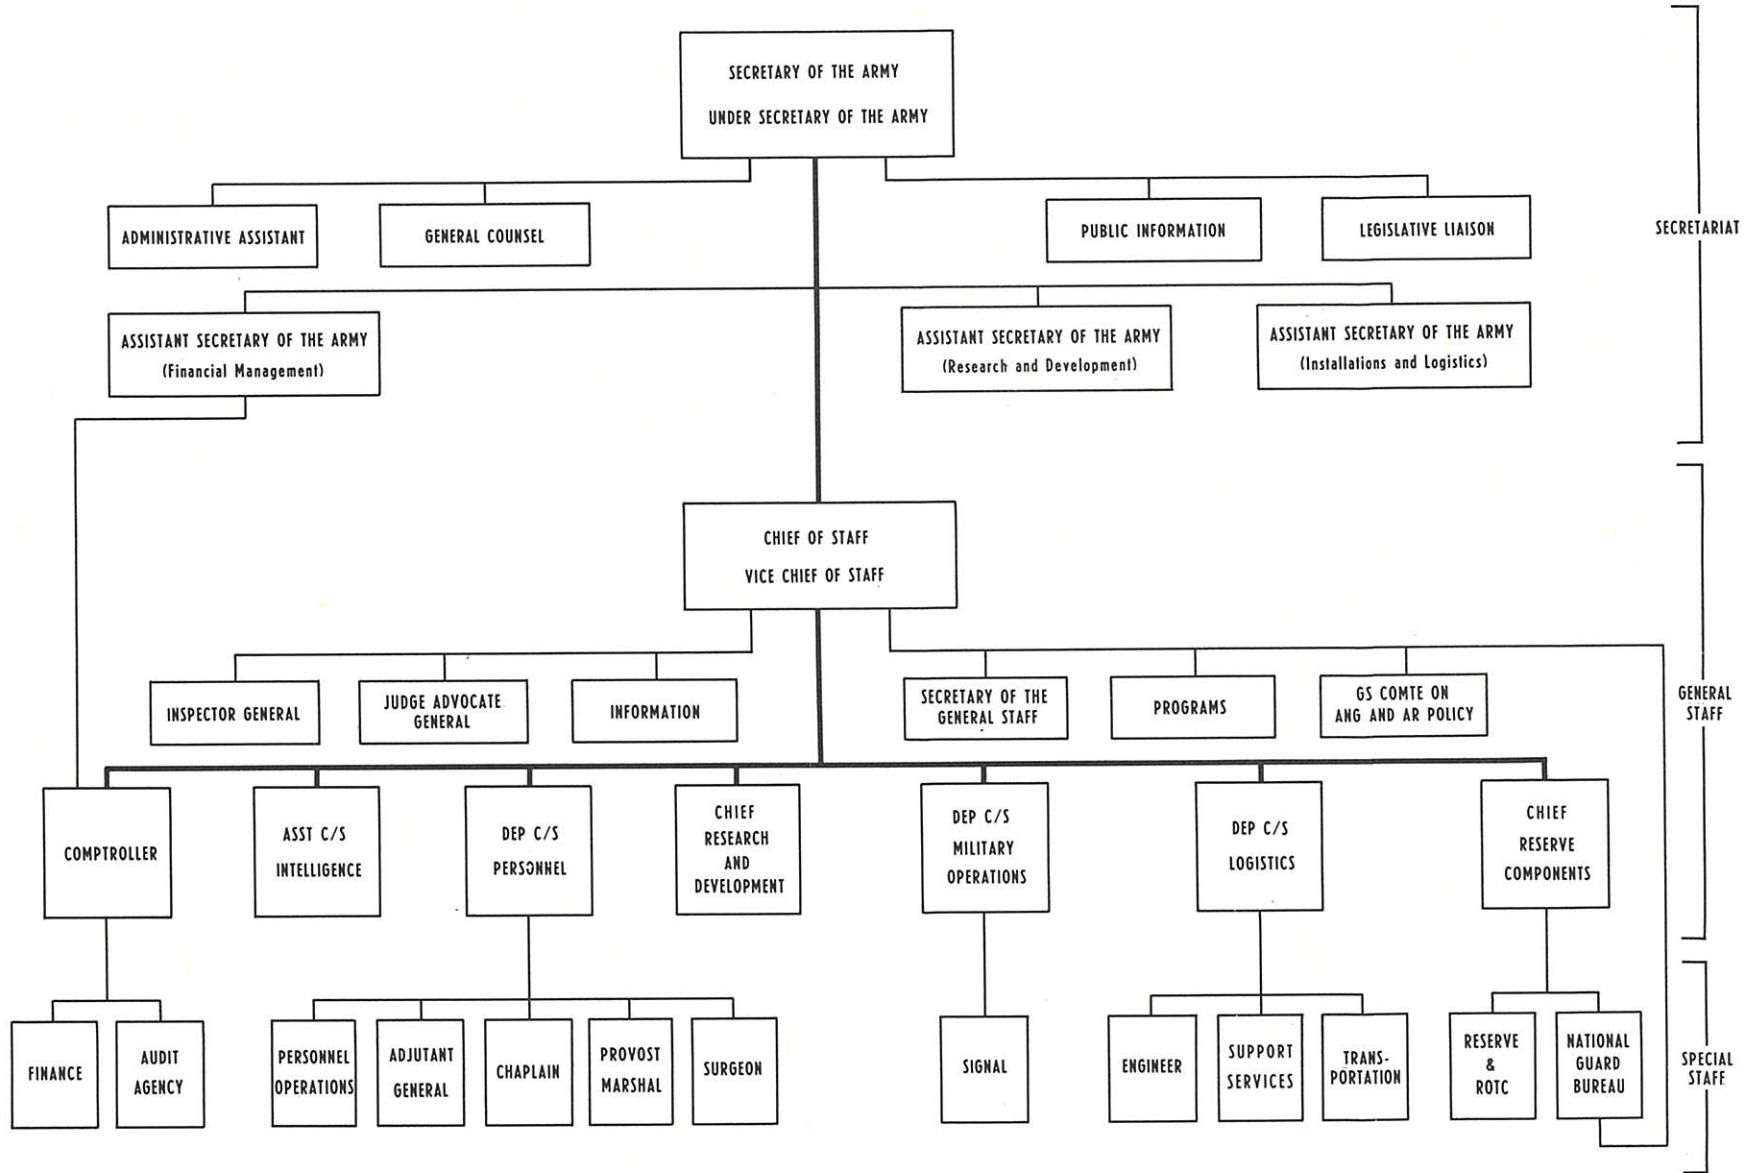 SECRETARY OF THE ARMY
UNDER SECRETARY OF THE ARMY
ADMINISTRATIVE ASSISTANT
GENERAL COUNSEL
PUBLIC INFORMATION
LEGISLATIVE LIAISON
SECRETARIAT
ASSISTANT SECRETARY OF THE ARMY
(Financial Management)
ASSISTANT SECRETARY OF THE ARMY
(Research and Development)
ASSISTANT SECRETARY OF THE ARMY
(Installations and Logistics)
CHIEF OF STAFF
VICE CHIEF OF STAFF
INSPECTOR GENERAL
JUDGE ADVOCATE
GENERAL
INFORMATION
SECRETARY OF THE
GENERAL STAFF
PROGRAMS
GS COMTE ON
ANG AND AR POLICY
GENERAL
STAFF
COMPTROLLER
ASST C/S
INTELLIGENCE
DEP C/S
PERSONNEL
CHIEF
RESEARCH
AND
DEVELOPMENT
DEP C/S
MILITARY
OPERATIONS
DEP C/S
LOGISTICS
CHIEF
RESERVE
COMPONENTS
FINANCE
AUDIT
AGENCY
PERSONNEL
OPERATIONS
ADJUTANT
GENERAL
CHAPLAIN
PROVOST
MARSHAL
SURGEON
SIGNAL
ENGINEER
SUPPORT
SERVICES
TRANS-
PORTATION
RESERVE
&
ROTC
NATIONAL
GUARD
BUREAU
SPECIAL
STAFF